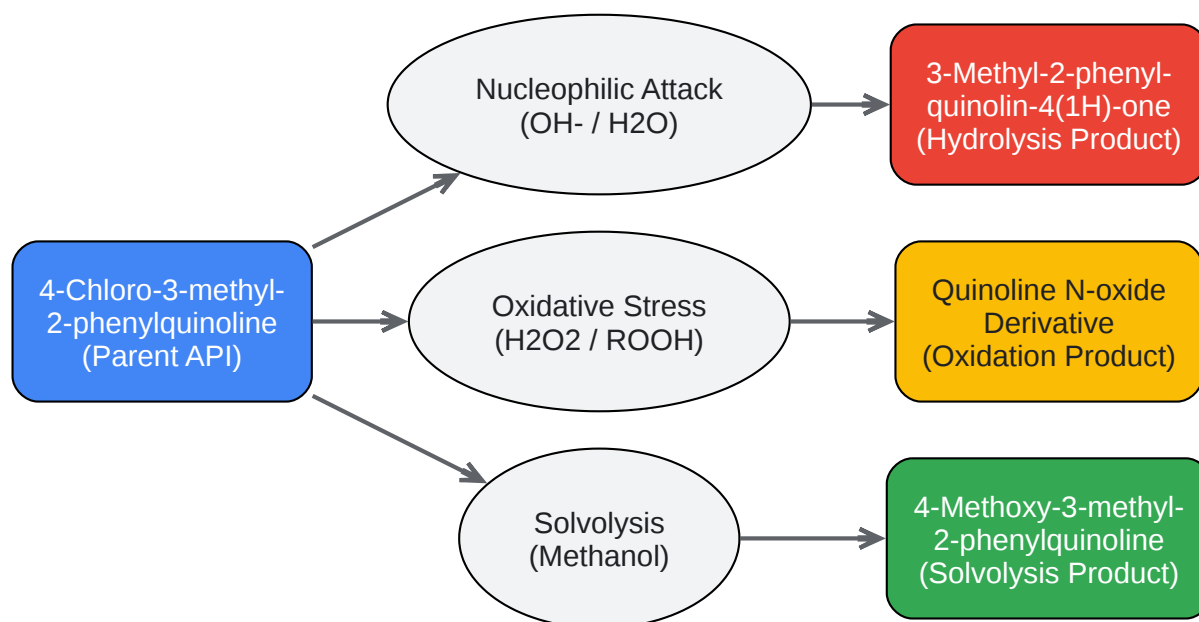 4-Chloro-3-methyl-
2-phenylquinoline
(Parent API)
Nucleophilic Attack
(OH- / H2O)
3-Methyl-2-phenyl-
quinolin-4(1H)-one
(Hydrolysis Product)
Oxidative Stress
(H2O2 / ROOH)
Quinoline N-oxide
Derivative
(Oxidation Product)
Solvolysis
(Methanol)
4-Methoxy-3-methyl-
2-phenylquinoline
(Solvolysis Product)